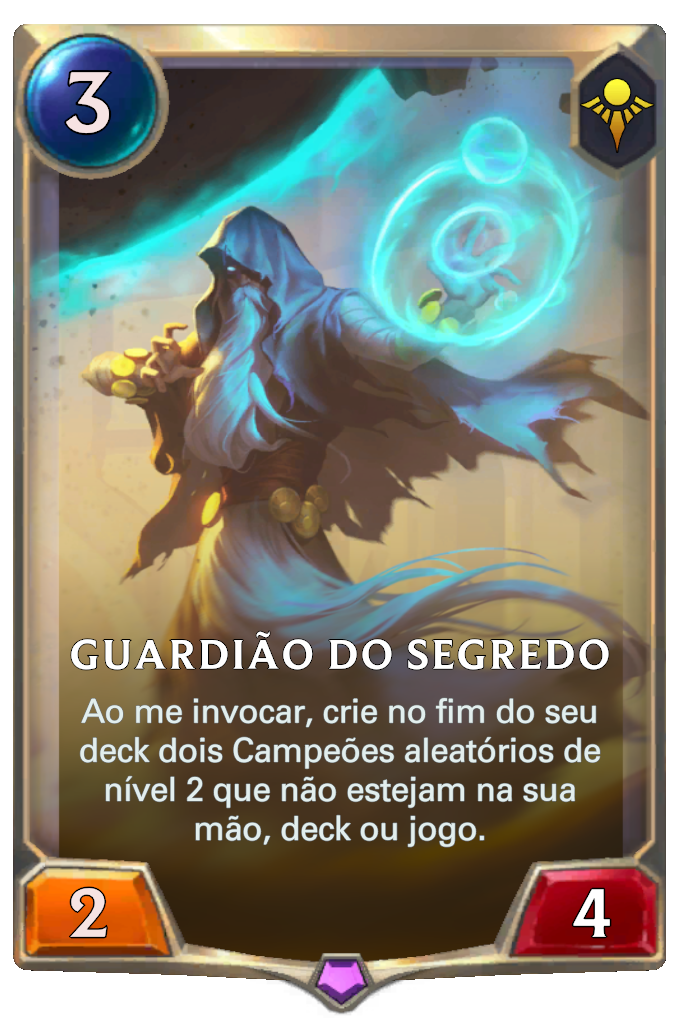 3
GUARDIÃO DO SEGREDO
Ao me invocar, crie no fim do seu
deck dois Campeões aleatórios de
nível 2 que não estejam na sua
mão, deck ou jogo.
2
4